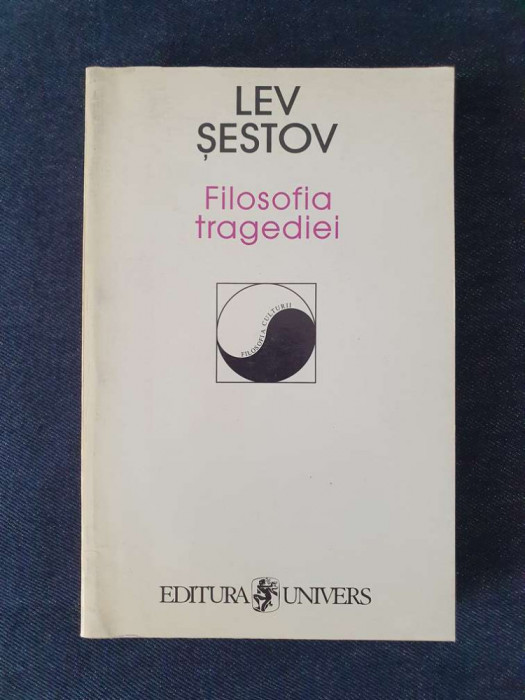 LEV
ȘESTOV
Filosofia
tragediei
FILOSOFIA CULTURII
EDITURA UNIVERS